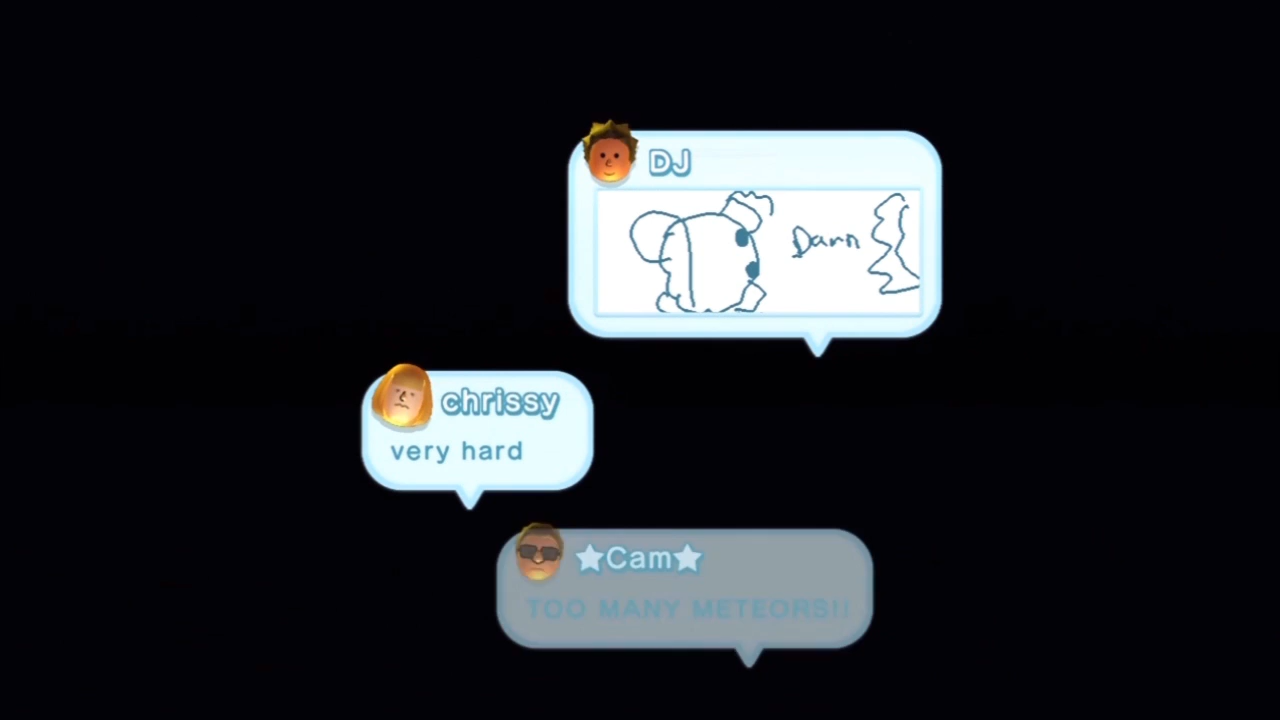 DJ
Darn
chrissy
very hard
★Cam★
TOO MANY METEORS!!